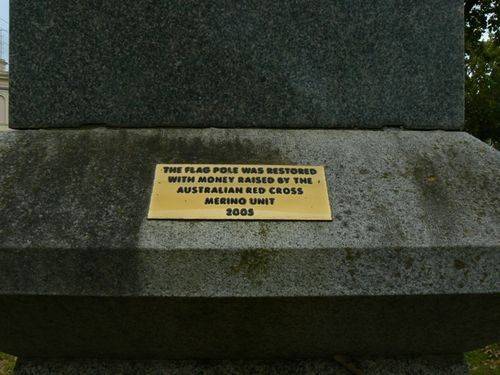 THE FLAG POLE WAS RESTORED
WITH MONEY RAISED BY THE
AUSTRALIAN RED CROSS
MERINO UNIT
2005